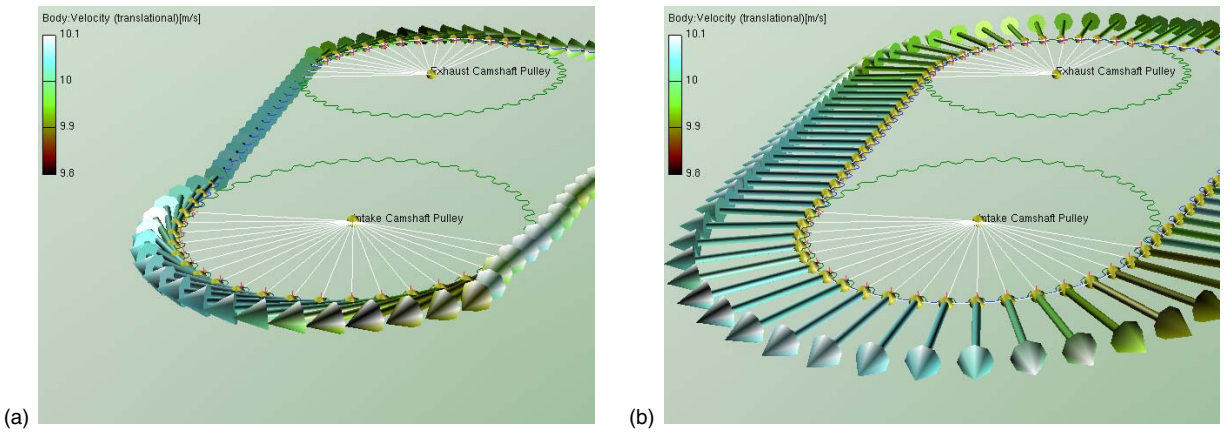 Body:Velocity (translational)[m/s]
10.1
10
9.9
9.8
Exhaust Camshaft Pulley
Intake Camshaft Pulley
(a)
Body:Velocity (translational)[m/s]
10.1
10
9.9
9.8
Exhaust Camshaft Pulley
Intake Camshaft Pulley
(b)